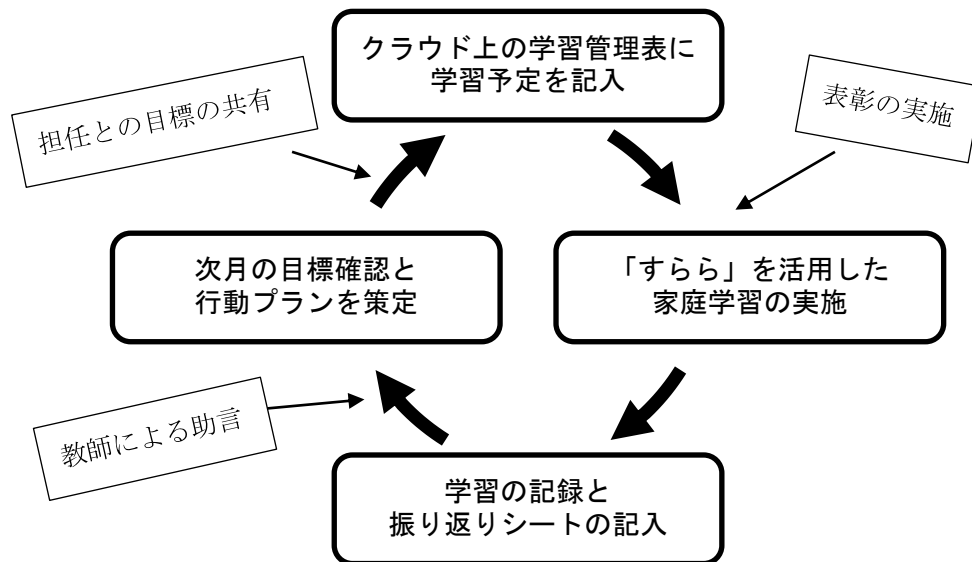 クラウド上の学習管理表に
学習予定を記入
担任との目標の共有
表彰の実施
次月の目標確認と
行動プランを策定
「すらら」を活用した
家庭学習の実施
教師による助言
学習の記録と
振り返りシートの記入